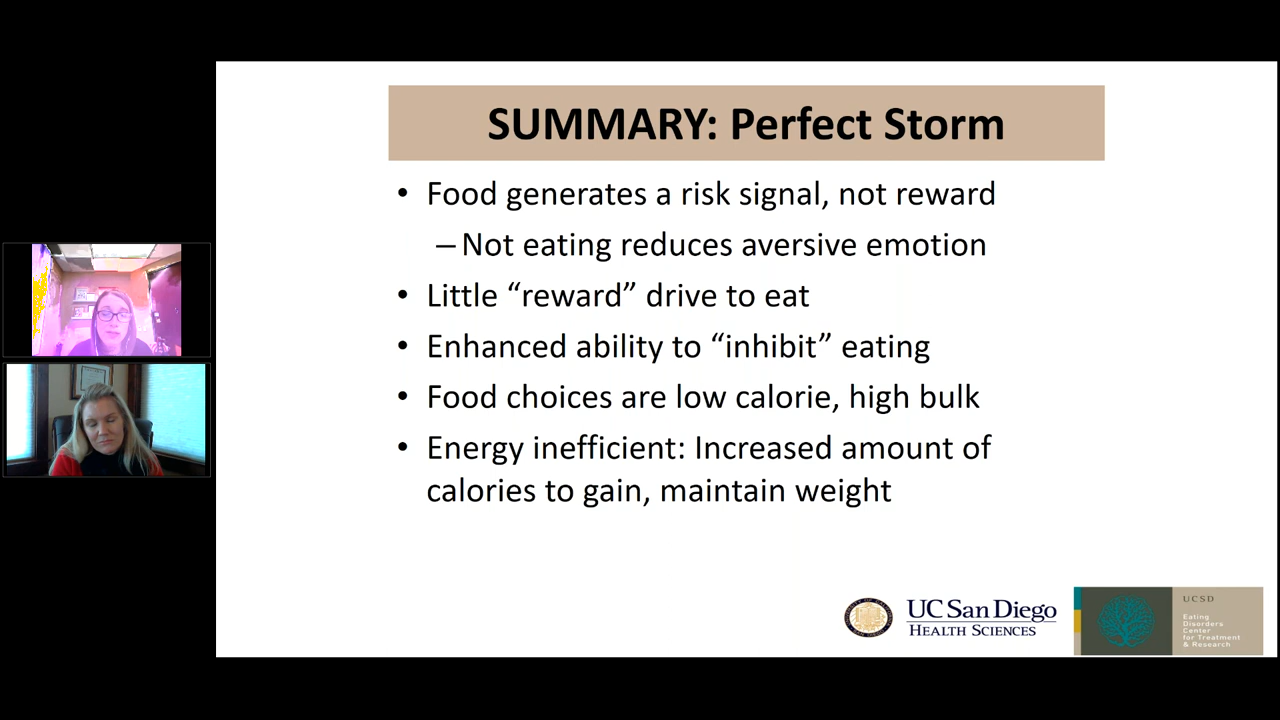 SUMMARY: Perfect Storm
• Food generates a risk signal, not reward
– Not eating reduces aversive emotion
• Little “reward” drive to eat
• Enhanced ability to “inhibit” eating
• Food choices are low calorie, high bulk
• Energy inefficient: Increased amount of
calories to gain, maintain weight
UC San Diego
HEALTH SCIENCES
UCSD
Eating
Disorders
Center
for Treatment
& Research